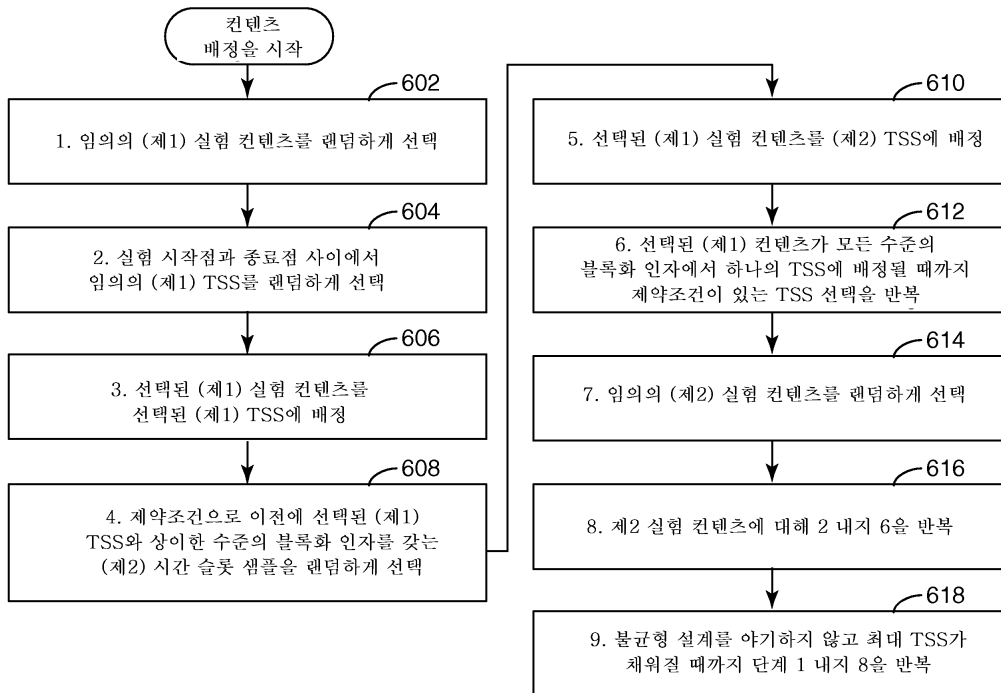 컨텐츠
배정을 시작
602
1. 임의의 (제1) 실험 컨텐츠를 랜덤하게 선택
604
2. 실험 시작점과 종료점 사이에서
임의의 (제1) TSS를 랜덤하게 선택
606
3. 선택된 (제1) 실험 컨텐츠를
선택된 (제1) TSS에 배정
608
4. 제약조건으로 이전에 선택된 (제1)
TSS와 상이한 수준의 블록화 인자를 갖는
(제2) 시간 슬롯 샘플을 랜덤하게 선택
610
5. 선택된 (제1) 실험 컨텐츠를 (제2) TSS에 배정
612
6. 선택된 (제1) 컨텐츠가 모든 수준의
블록화 인자에서 하나의 TSS에 배정될 때까지
제약조건이 있는 TSS 선택을 반복
614
7. 임의의 (제2) 실험 컨텐츠를 랜덤하게 선택
616
8. 제2 실험 컨텐츠에 대해 2 내지 6을 반복
618
9. 불균형 설계를 야기하지 않고 최대 TSS가
채워질 때까지 단계 1 내지 8을 반복